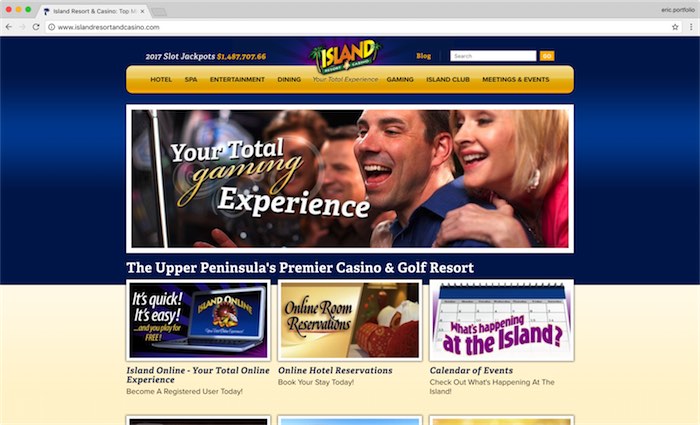 Island Resort & Casino: Top Mi
eric.portfolio
www.islandresortandcasino.com
2017 Slot Jackpots $1,487,707.66
ISLAND
RESORT CASINO
Your Total Experience
Blog
Search
GO
HOTEL SPA ENTERTAINMENT DINING GAMING ISLAND CLUB MEETINGS & EVENTS
Your Total
gaming
Experience
The Upper Peninsula's Premier Casino & Golf Resort
It's quick!
It's easy!
...and you play for
FREE!
ISLAND ONLINE
"Your Total Online Experience"
Online Room
Reservations
What's happening
at the Island?
Island Online - Your Total Online
Experience
Become A Registered User Today!
Online Hotel Reservations
Book Your Stay Today!
Calendar of Events
Check Out What's Happening At The
Island!